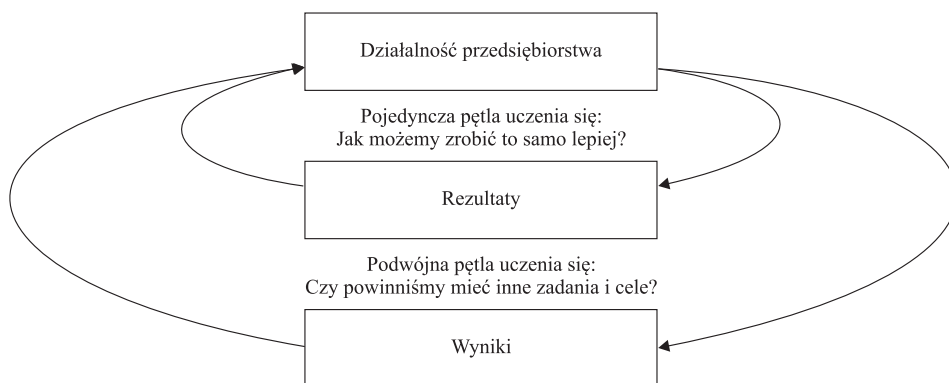 Działalność przedsiębiorstwa
Pojedyncza pętla uczenia się:
Jak możemy zrobić to samo lepiej?
Rezultaty
Podwójna pętla uczenia się:
Czy powinniśmy mieć inne zadania i cele?
Wyniki